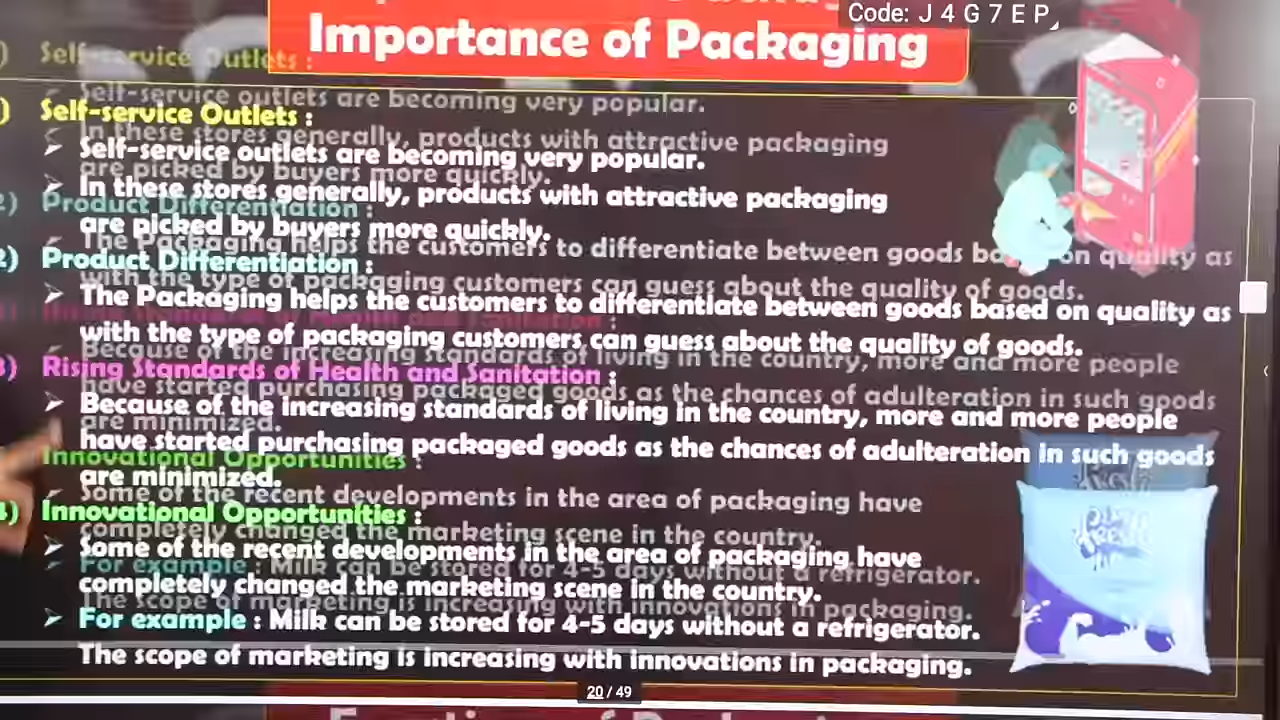 Code: J 4 G 7 E P
Importance of Packaging
Self-service Outlets :
Self-service outlets are becoming very popular.
In these stores generally, products with attractive packaging
are picked by buyers more quickly.
2) Product Differentiation :
The Packaging helps the customers to differentiate between goods based on quality as
with the type of packaging customers can guess about the quality of goods.
3) Rising Standards of Health and Sanitation :
Because of the increasing standards of living in the country, more and more people
have started purchasing packaged goods as the chances of adulteration in such goods
are minimized.
4) Innovational Opportunities :
Some of the recent developments in the area of packaging have
completely changed the marketing scene in the country.
For example : Milk can be stored for 4-5 days without a refrigerator.
The scope of marketing is increasing with innovations in packaging.
20 / 49